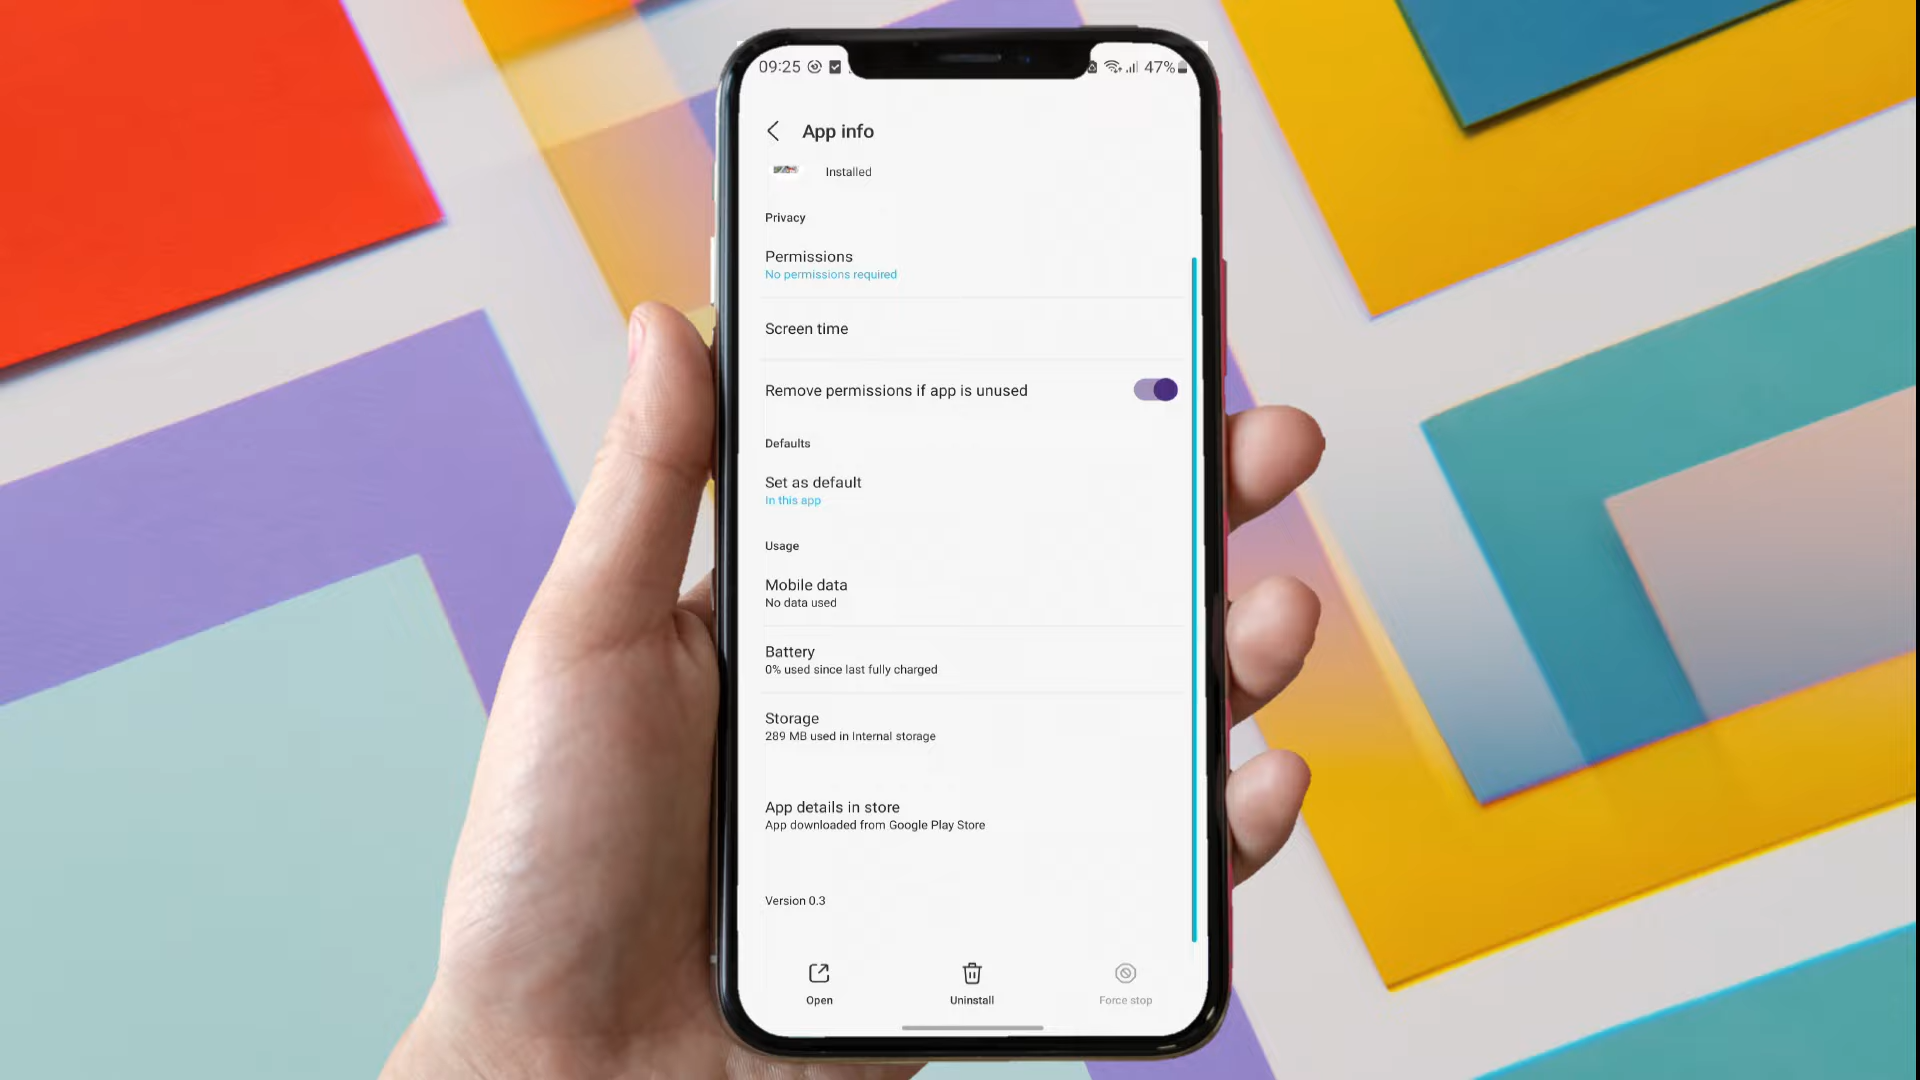 09:25
47%
App info
Installed
Privacy
Permissions
No permissions required
Screen time
Remove permissions if app is unused
Defaults
Set as default
In this app
Usage
Mobile data
No data used
Battery
0% used since last fully charged
Storage
289 MB used in Internal storage
App details in store
App downloaded from Google Play Store
Version 0.3
Open
Uninstall
Force stop